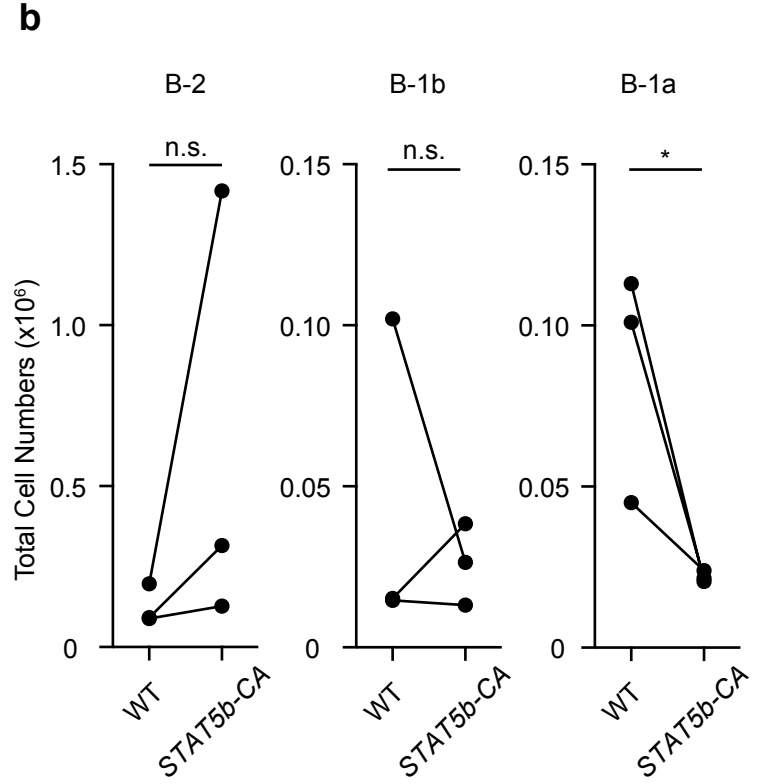 b
B-2
B-1b
B-1a
n.s.
n.s.
*
Total Cell Numbers (x10⁶)
1.5
1.0
0.5
0
0.15
0.10
0.05
0
0.15
0.10
0.05
0
WT
STAT5b-CA
WT
STAT5b-CA
WT
STAT5b-CA